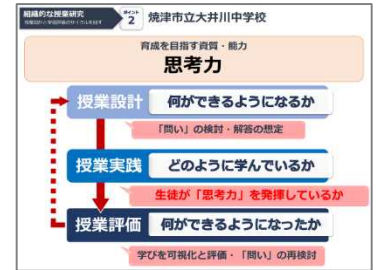 組織的な授業研究
ポイント
2
焼津市立大井川中学校
育成を目指す資質・能力
思考力
授業設計 何ができるようになるか
「問い」の検討・解答の想定
授業実践 どのように学んでいるか
生徒が「思考力」を発揮しているか
授業評価 何ができるようになったか
学びを可視化と評価・「問い」の再検討